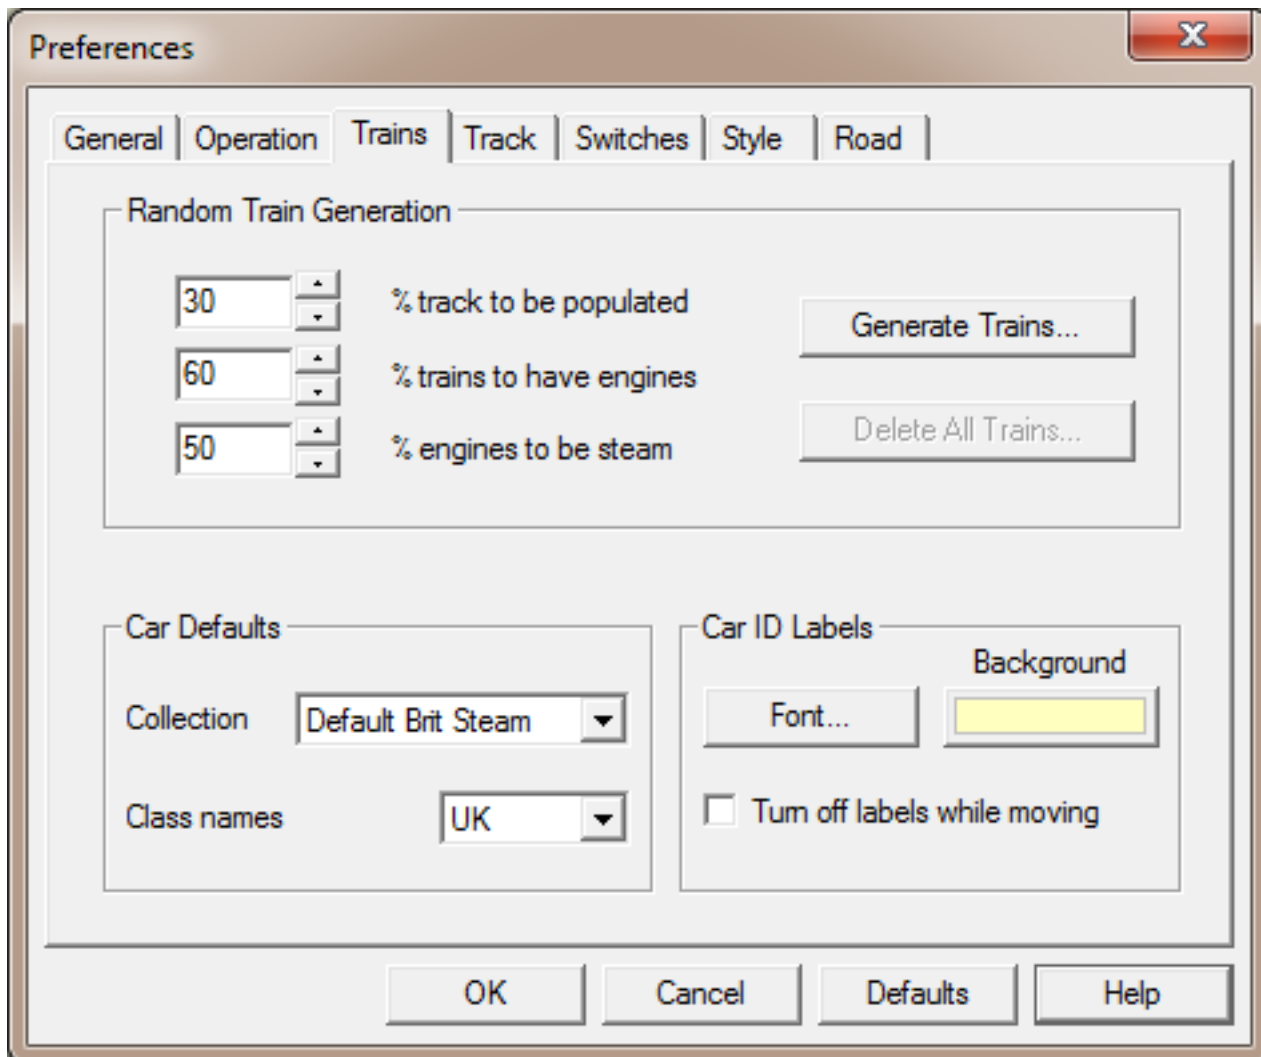 Preferences
General Operation Trains Track Switches Style Road
Random Train Generation
30 % track to be populated
Generate Trains...
60 % trains to have engines
50 % engines to be steam
Delete All Trains...
Car Defaults
Collection Default Brit Steam
Class names UK
Car ID Labels
Background
Font...
Turn off labels while moving
OK Cancel Defaults Help